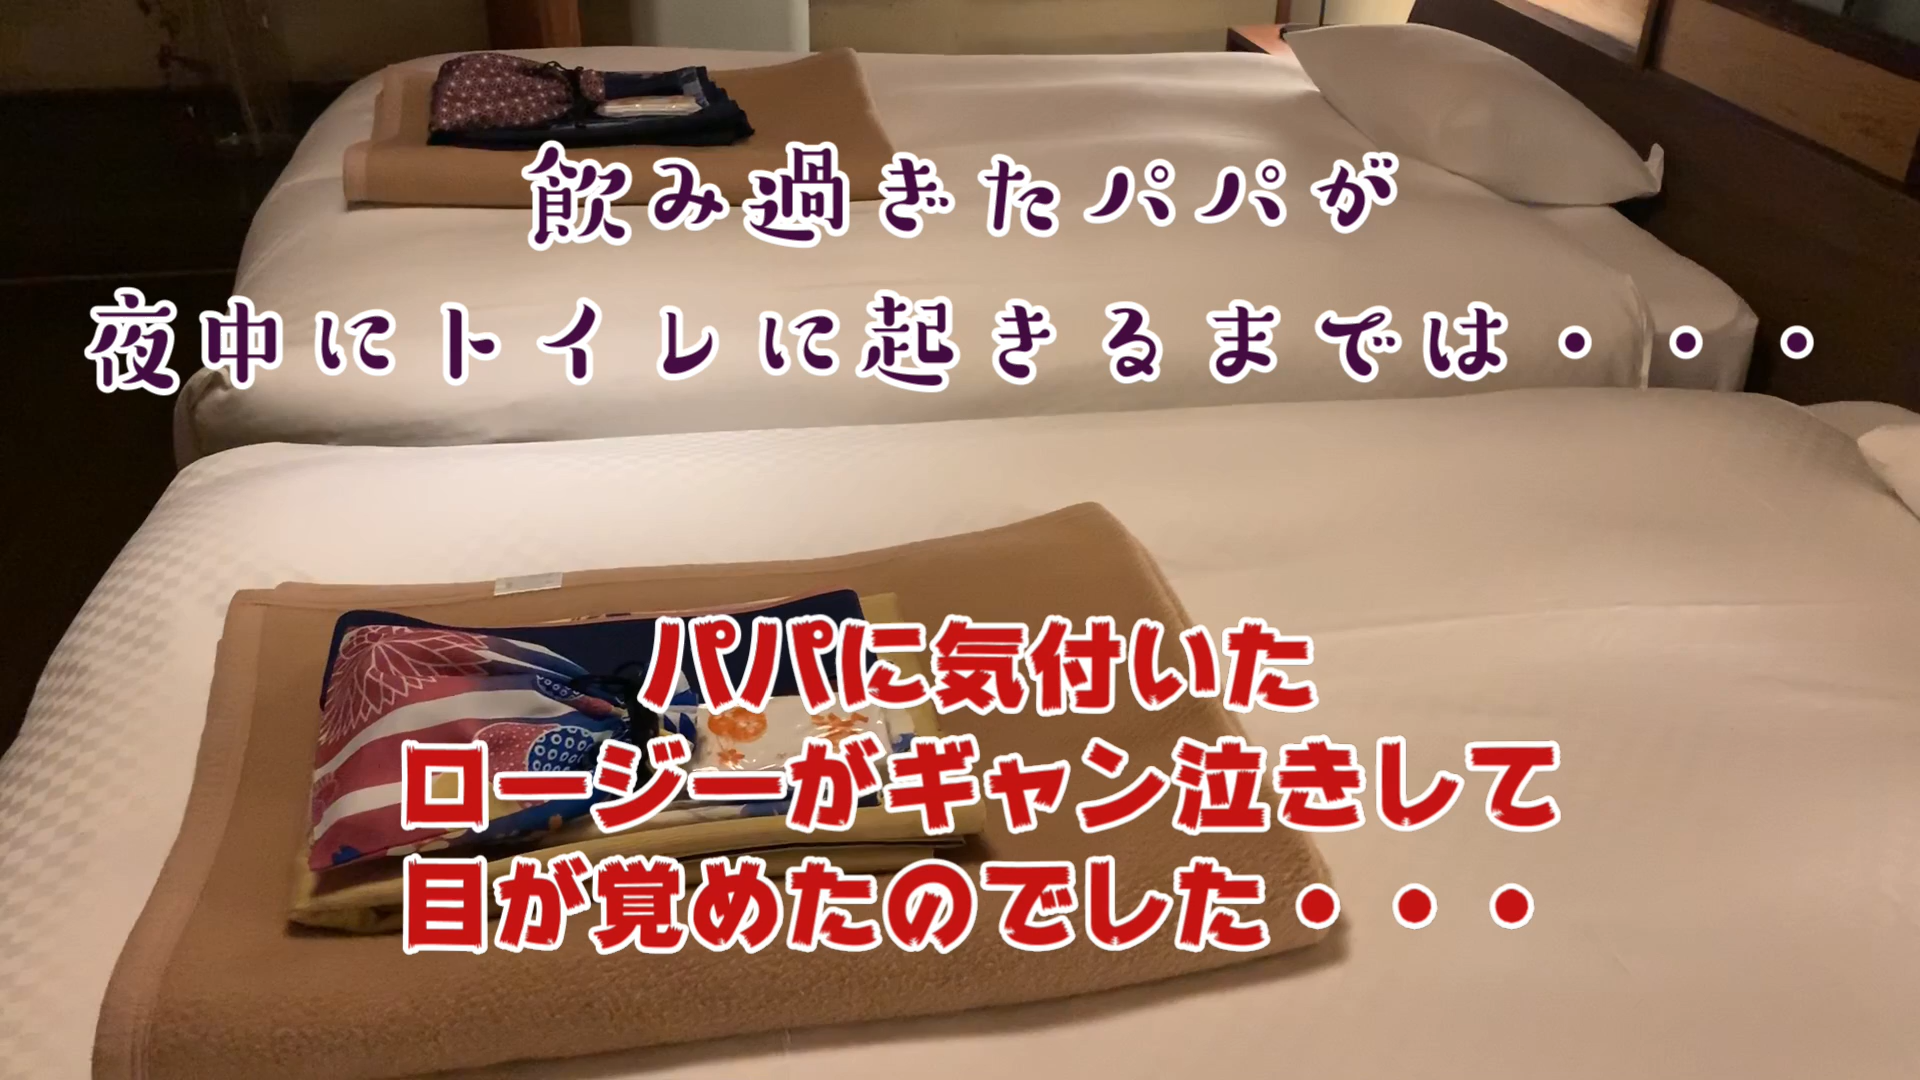 飲み過ぎたパパが
夜中にトイレに起きるまでは・・・
パパに気付いた
ロージーがギャン泣きして
目が覚めたのでした・・・